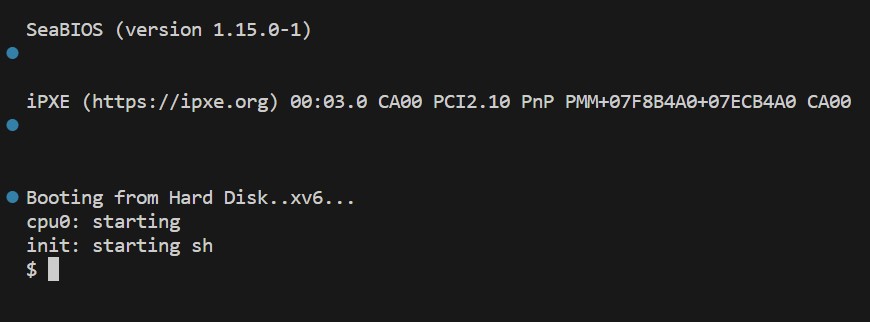 SeaBIOS (version 1.15.0-1)
iPXE (https://ipxe.org) 00:03.0 CA00 PCI2.10 PnP PMM+07F8B4A0+07ECB4A0 CA00
Booting from Hard Disk..xv6...
cpu0: starting
init: starting sh
$